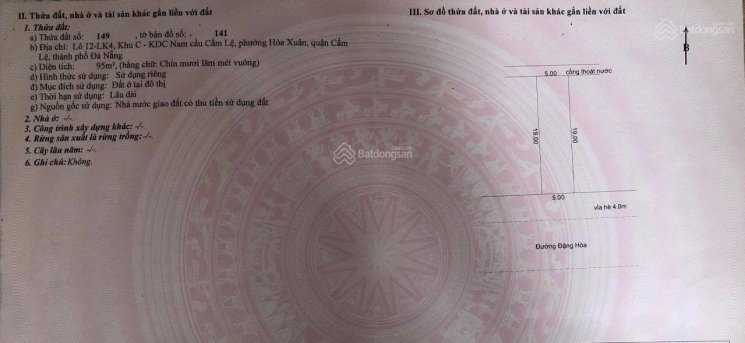 II. Thửa đất, nhà ở và tài sản khác gắn liền với đất
1. Thửa đất:
a) Thửa đất số: 149 , tờ bản đồ số: 141
b) Địa chỉ: Lô 12-LK4, Khu C - KDC Nam cầu Cẩm Lệ, phường Hòa Xuân, quận Cẩm
Lệ, thành phố Đà Nẵng
c) Diện tích: 95m², (bằng chữ: Chín mươi lăm mét vuông)
d) Hình thức sử dụng: Sử dụng riêng
đ) Mục đích sử dụng: Đất ở tại đô thị
e) Thời hạn sử dụng: Lâu dài
g) Nguồn gốc sử dụng: Nhà nước giao đất có thu tiền sử dụng đất
2. Nhà ở: -/-.
3. Công trình xây dựng khác: -/-.
4. Rừng sản xuất là rừng trồng: -/-.
5. Cây lâu năm: -/-.
6. Ghi chú: Không.
III. Sơ đồ thửa đất, nhà ở và tài sản khác gắn liền với đất
B
5.00 cống thoát nước
19.00 19.00
5.00
vỉa hè 4.0m
Đường Đặng Hòa
Batdongsan
.com.vn
Batdongsan
Batdongsan